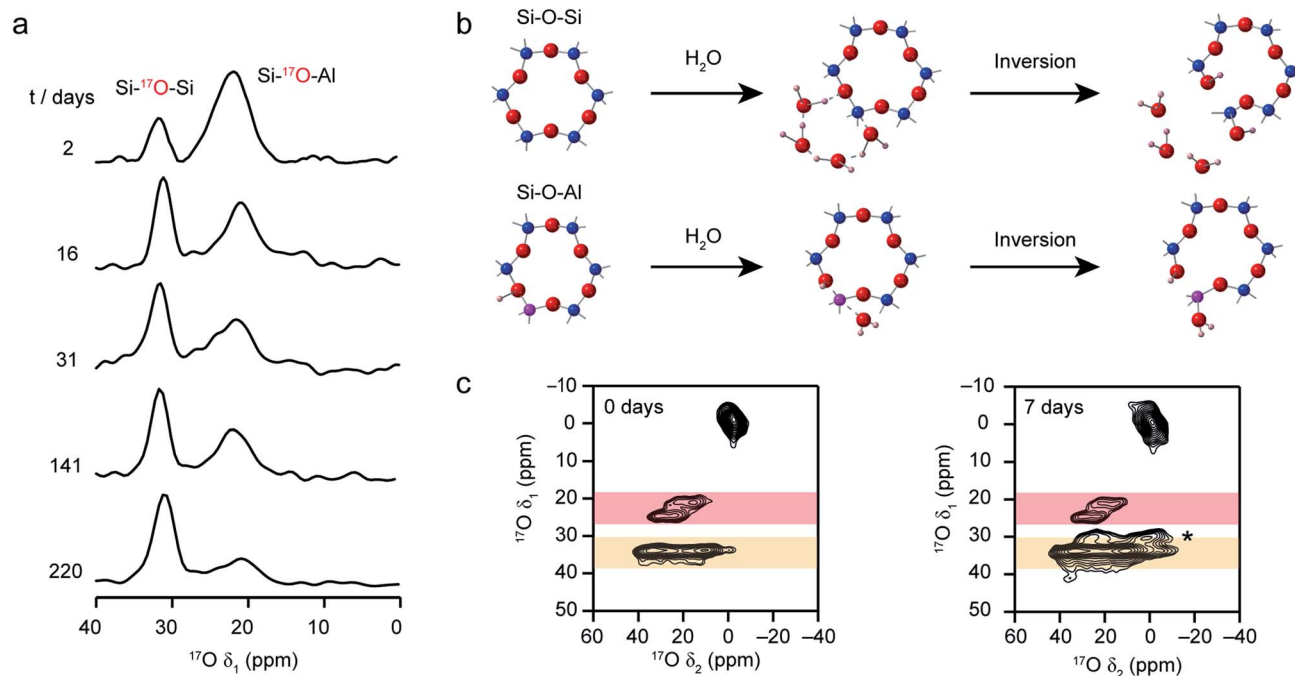 a
t / days
Si-¹⁷O-Si
Si-¹⁷O-Al
2
16
31
141
220
40 30 20 10 0
¹⁷O δ₁ (ppm)
b
Si-O-Si
H₂O
Inversion
Si-O-Al
H₂O
Inversion
c
0 days
–10
0
10
20
30
40
50
¹⁷O δ₁ (ppm)
60 40 20 0 –20 –40
¹⁷O δ₂ (ppm)
7 days
*
–10
0
10
20
30
40
50
¹⁷O δ₁ (ppm)
60 40 20 0 –20 –40
¹⁷O δ₂ (ppm)